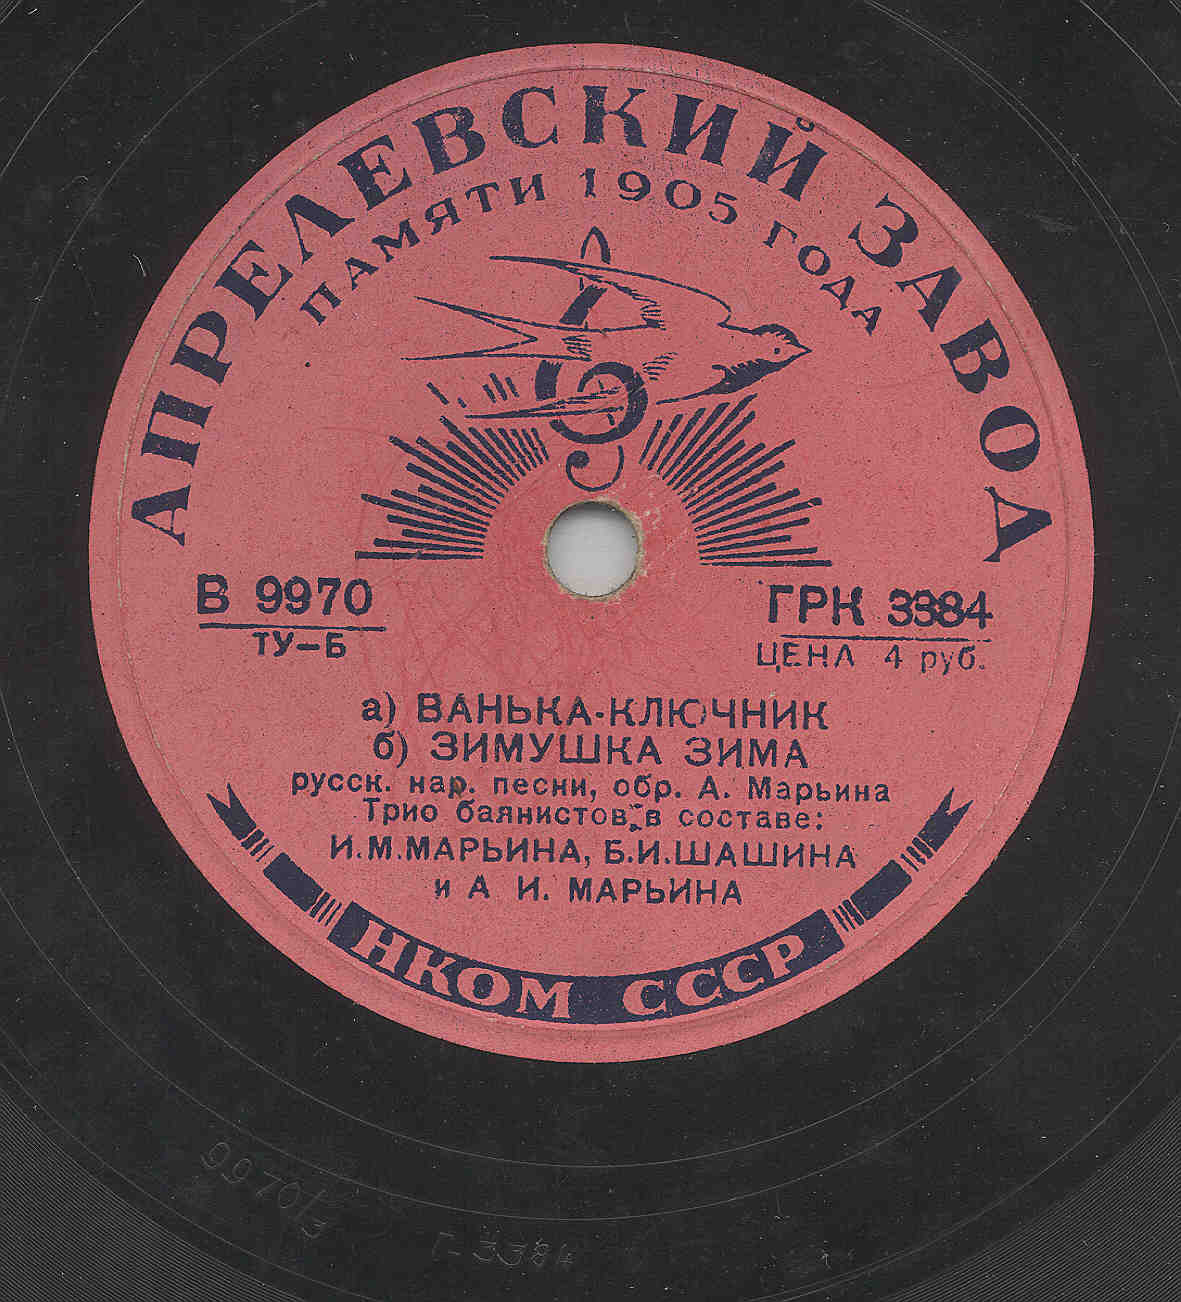 АПРЕЛЕВСКИЙ ЗАВОД
ПАМЯТИ 1905 ГОДА
В 9970
ТУ-Б
ГРК 3384
ЦЕНА 4 руб.
а) ВАНЬКА-КЛЮЧНИК
б) ЗИМУШКА ЗИМА
русск. нар. песни, обр. А. Марьина
Трио баянистов, в составе:
И.М.МАРЬИНА, Б.И.ШАШИНА
и А И. МАРЬИНА
НКОМ СССР
9970/3
Г-3384